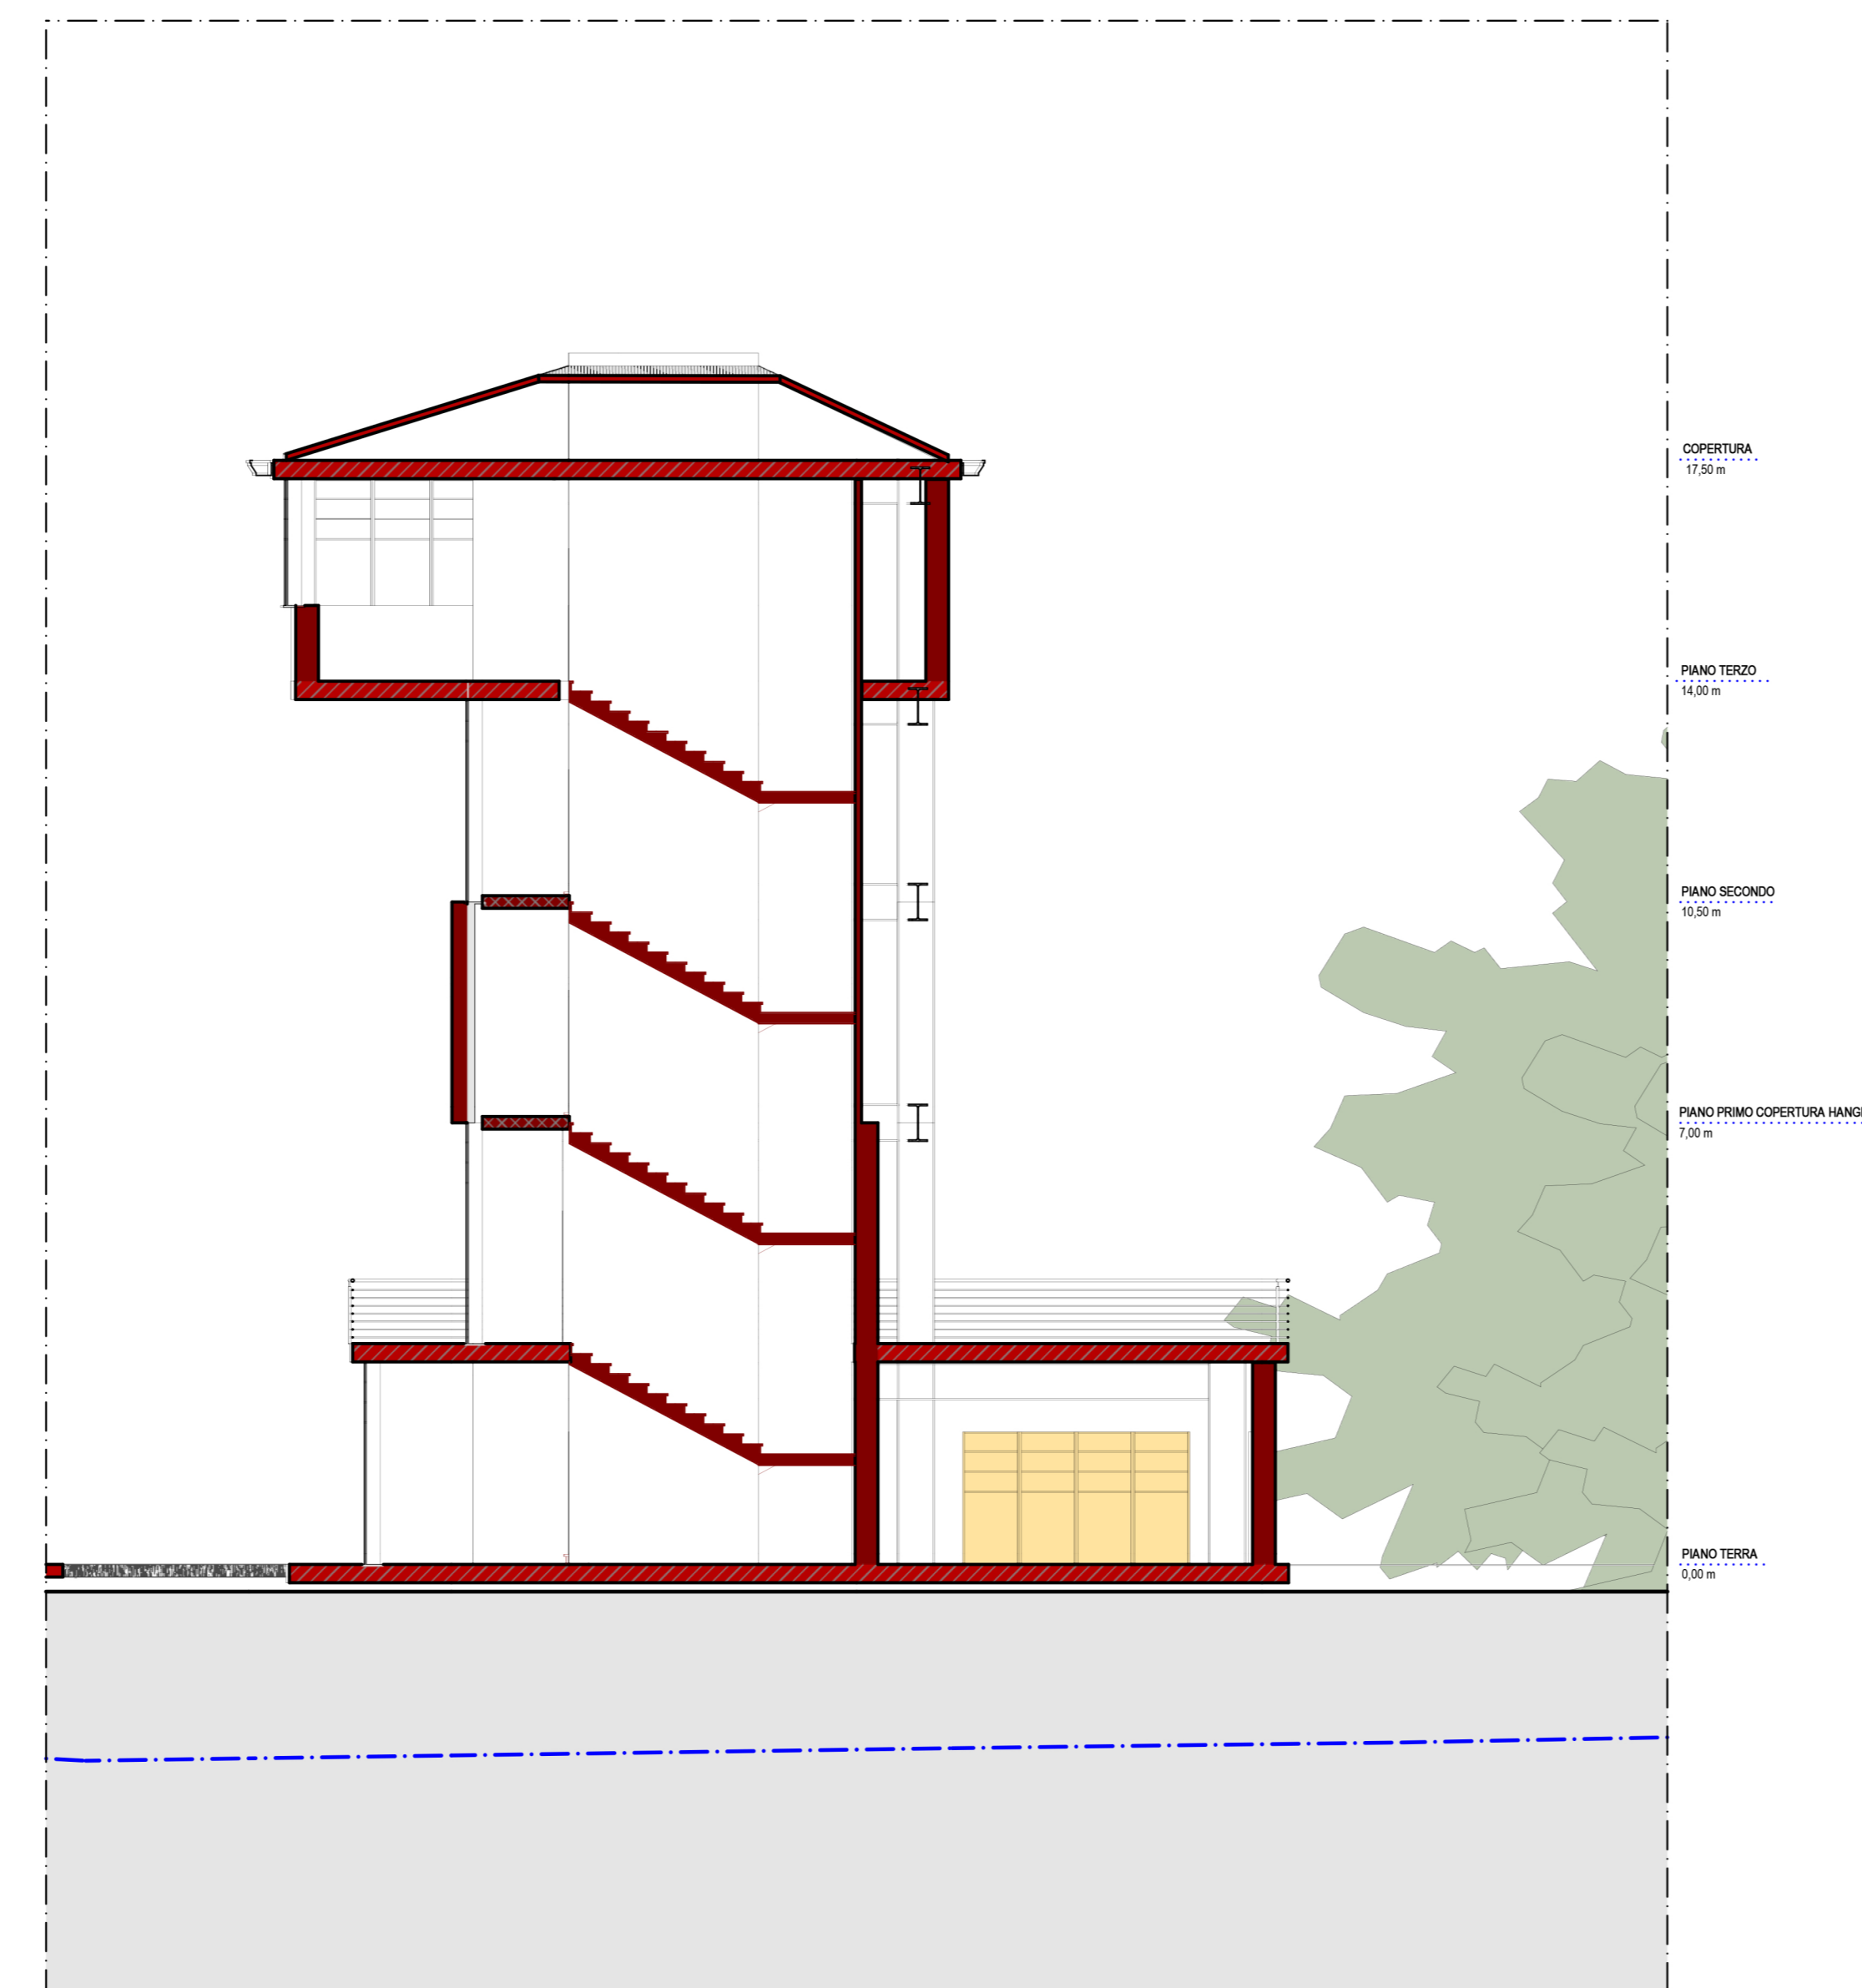 COPERTURA
17,50 m
PIANO TERZO
14,00 m
PIANO SECONDO
10,50 m
PIANO PRIMO COPERTURA
7,00 m
PIANO TERRA
0,00 m